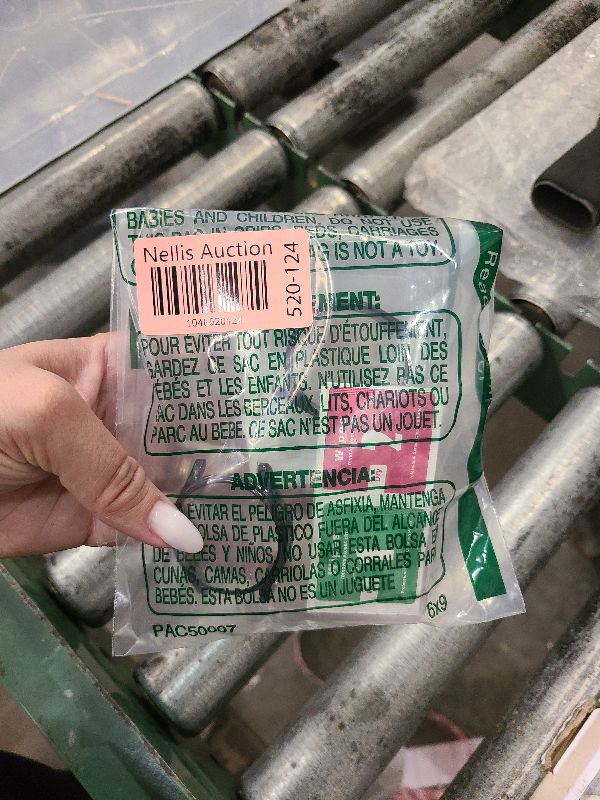 BABIES AND CHILDREN. DO NOT USE
IS NOT A TOY.
Nellis Auction
520-124
POUR ÉVITER TOUT RISQUE D'ÉTOUFFEMENT,
GARDEZ CE SAC EN PLASTIQUE LOIN DES
BÉBÉS ET LES ENFANTS. N'UTILISEZ PAS CE
SAC DANS LES BERCEAUX, LITS, CHARIOTS OU
PARC AU BEBE. CE SAC N'EST PAS UN JOUET.
ADVERTENCIA:
EVITAR EL PELIGRO DE ASFIXIA, MANTENGA
BOLSA DE PLASTICO FUERA DEL ALCANCE
DE BEBES Y NINOS, NO USAR ESTA BOLSA E
CUNAS, CAMAS, CARRIOLAS O CORRALES PAR
BEBES. ESTA BOLSA NO ES UN JUGUETE
PAC50007
6x9